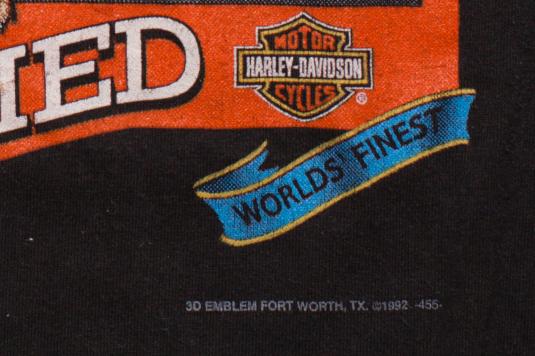 IED
MOTOR
HARLEY-DAVIDSON
CYCLES
®
WORLDS' FINEST
3D EMBLEM FORT WORTH, TX. ©1992 -455-